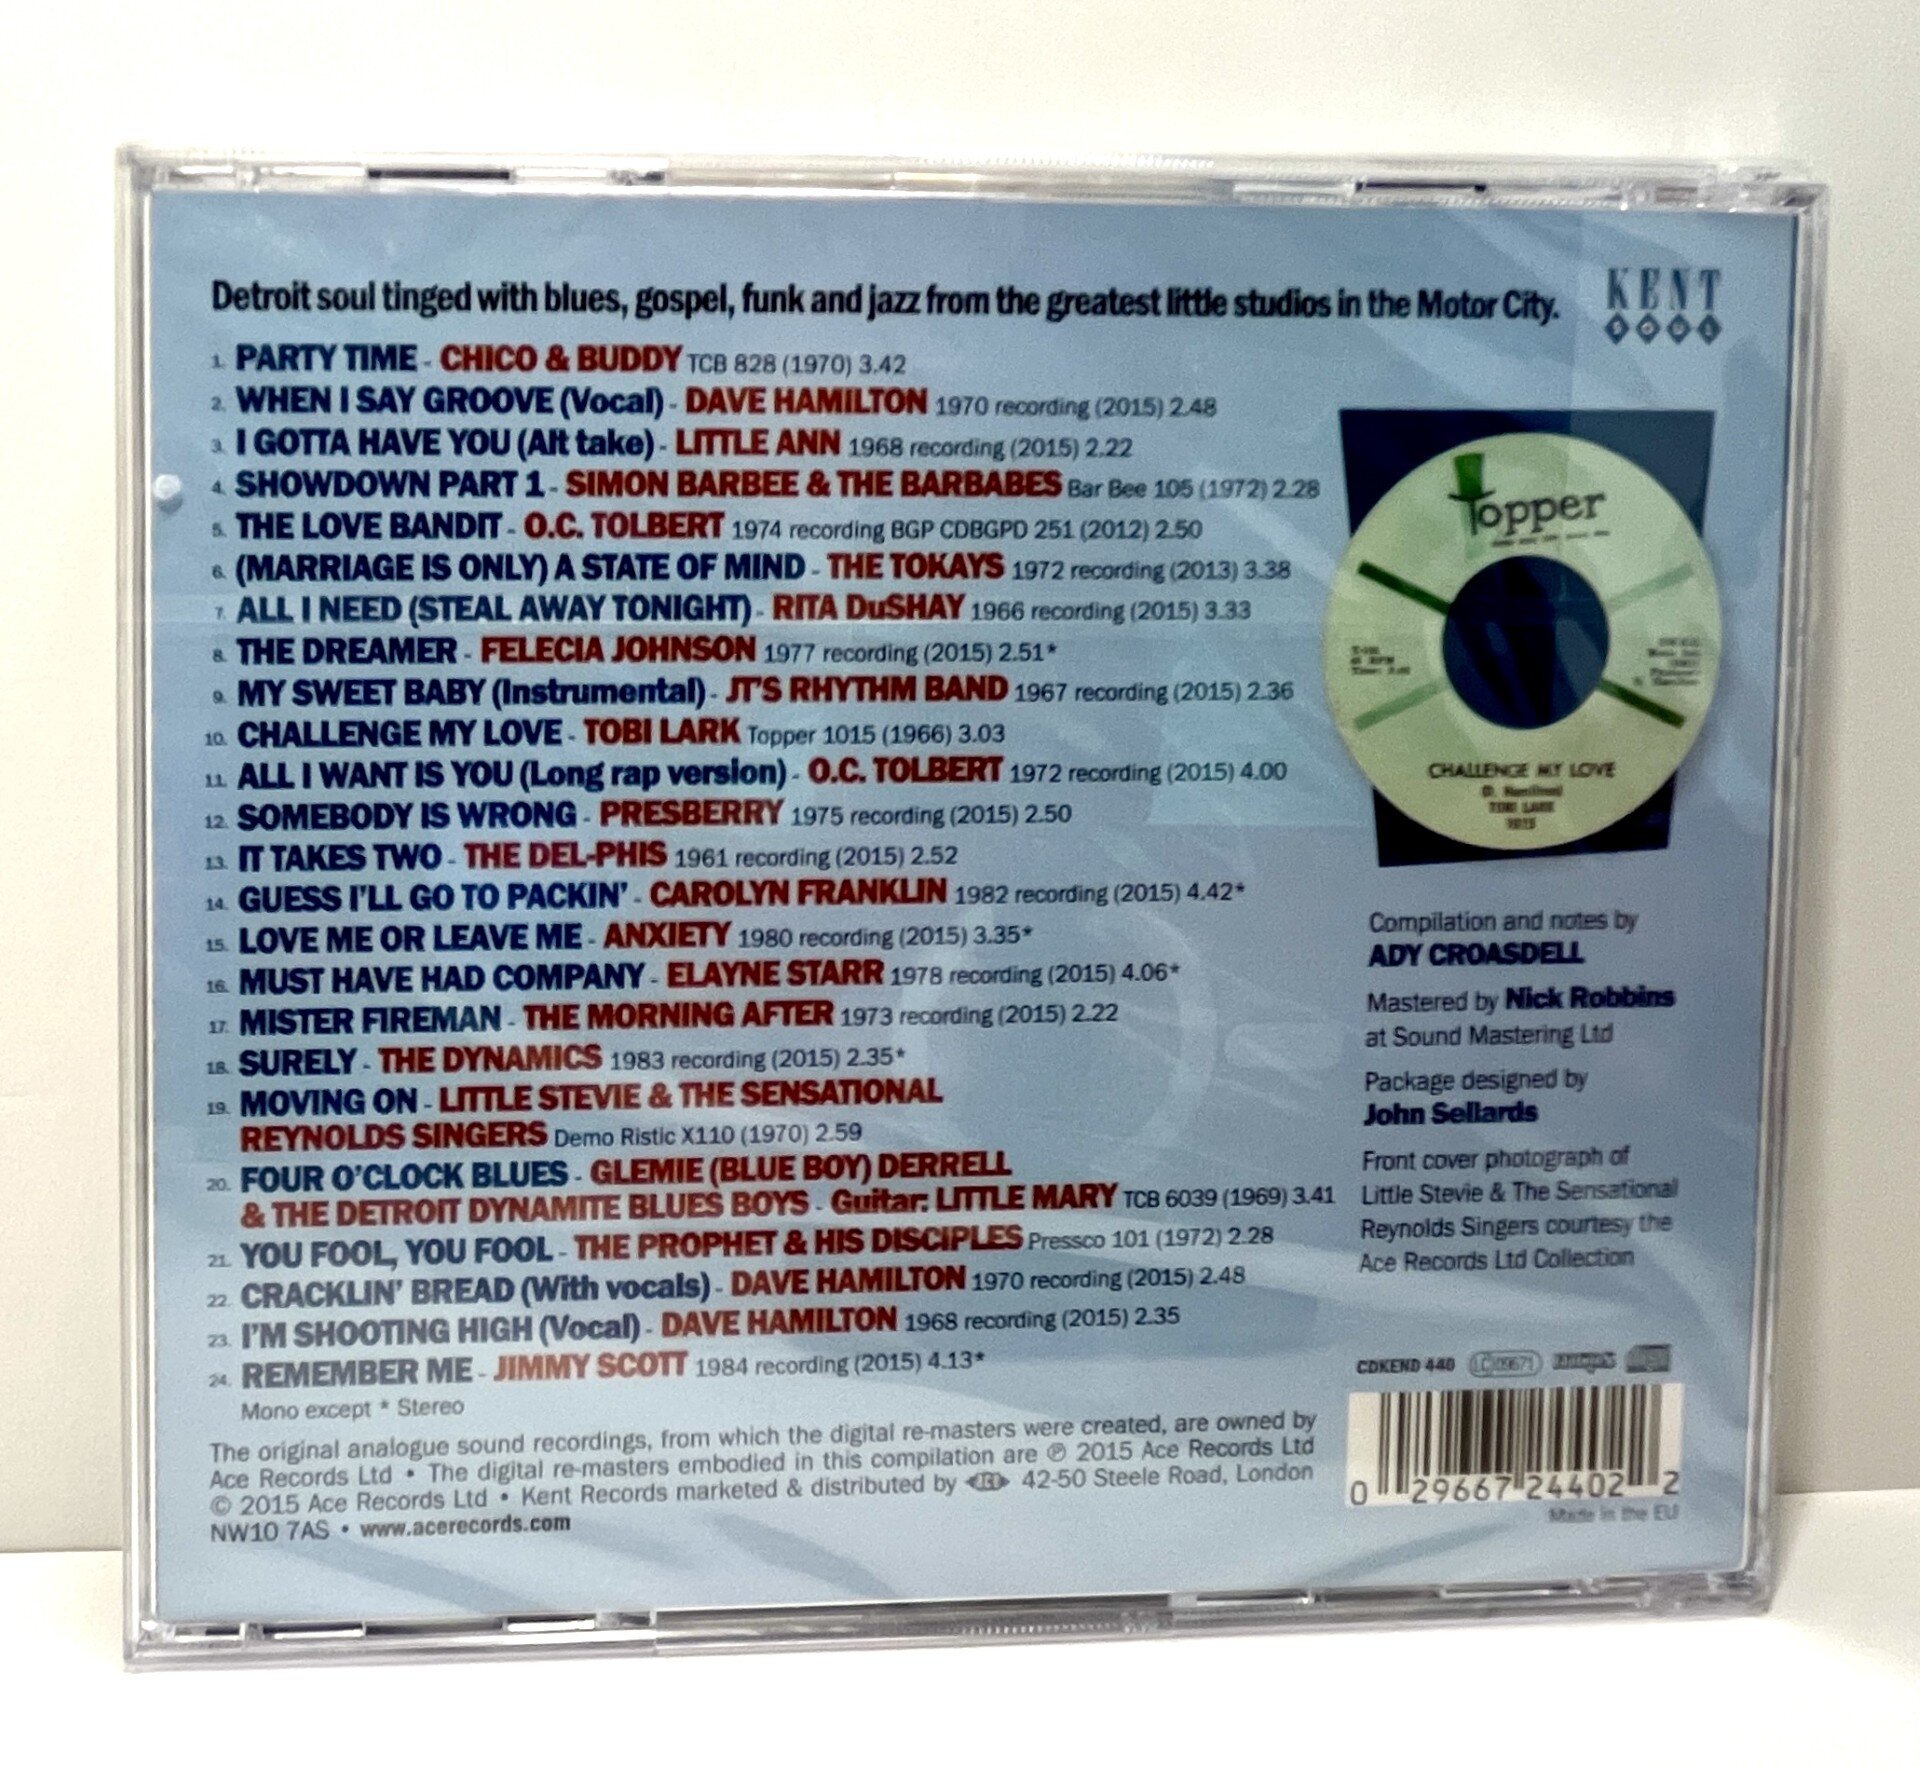 Detroit soul tinged with blues, gospel, funk and jazz from the greatest little studios in the Motor City.
KENT
SOUL
1. PARTY TIME - CHICO & BUDDY TCB 828 (1970) 3.42
2. WHEN I SAY GROOVE (Vocal) - DAVE HAMILTON 1970 recording (2015) 2.48
3. I GOTTA HAVE YOU (Alt take) - LITTLE ANN 1968 recording (2015) 2.22
4. SHOWDOWN PART 1 - SIMON BARBEE & THE BARBABES Bar Bee 105 (1972) 2.28
5. THE LOVE BANDIT - O.C. TOLBERT 1974 recording BGP CDBGPD 251 (2012) 2.50
6. (MARRIAGE IS ONLY) A STATE OF MIND - THE TOKAYS 1972 recording (2013) 3.38
7. ALL I NEED (STEAL AWAY TONIGHT) - RITA DuSHAY 1966 recording (2015) 3.33
8. THE DREAMER - FELECIA JOHNSON 1977 recording (2015) 2.51*
9. MY SWEET BABY (Instrumental) - JT'S RHYTHM BAND 1967 recording (2015) 2.36
10. CHALLENGE MY LOVE - TOBI LARK Topper 1015 (1966) 3.03
11. ALL I WANT IS YOU (Long rap version) - O.C. TOLBERT 1972 recording (2015) 4.00
12. SOMEBODY IS WRONG - PRESBERRY 1975 recording (2015) 2.50
13. IT TAKES TWO - THE DEL-PHIS 1961 recording (2015) 2.52
14. GUESS I'LL GO TO PACKIN' - CAROLYN FRANKLIN 1982 recording (2015) 4.42*
15. LOVE ME OR LEAVE ME - ANXIETY 1980 recording (2015) 3.35*
16. MUST HAVE HAD COMPANY - ELAYNE STARR 1978 recording (2015) 4.06*
17. MISTER FIREMAN - THE MORNING AFTER 1973 recording (2015) 2.22
18. SURELY - THE DYNAMICS 1983 recording (2015) 2.35*
19. MOVING ON - LITTLE STEVIE & THE SENSATIONAL
REYNOLDS SINGERS Demo Ristic X110 (1970) 2.59
20. FOUR O'CLOCK BLUES - GLEMIE (BLUE BOY) DERRELL
& THE DETROIT DYNAMITE BLUES BOYS - Guitar: LITTLE MARY TCB 6039 (1969) 3.41
21. YOU FOOL, YOU FOOL - THE PROPHET & HIS DISCIPLES Pressco 101 (1972) 2.28
22. CRACKLIN' BREAD (With vocals) - DAVE HAMILTON 1970 recording (2015) 2.48
23. I'M SHOOTING HIGH (Vocal) - DAVE HAMILTON 1968 recording (2015) 2.35
24. REMEMBER ME - JIMMY SCOTT 1984 recording (2015) 4.13*
Mono except * Stereo
The original analogue sound recordings, from which the digital re-masters were created, are owned by
Ace Records Ltd • The digital re-masters embodied in this compilation are ℗ 2015 Ace Records Ltd
© 2015 Ace Records Ltd • Kent Records marketed & distributed by 42-50 Steele Road, London
NW10 7AS • www.acerecords.com
Topper
CHALLENGE MY LOVE
(D. Hamilton)
TOBI LARK
1015
Compilation and notes by
ADY CROASDELL
Mastered by Nick Robbins
at Sound Mastering Ltd
Package designed by
John Sellards
Front cover photograph of
Little Stevie & The Sensational
Reynolds Singers courtesy the
Ace Records Ltd Collection
CDKEND 440 LC 09671
0 29667 24402 2
Made in the EU